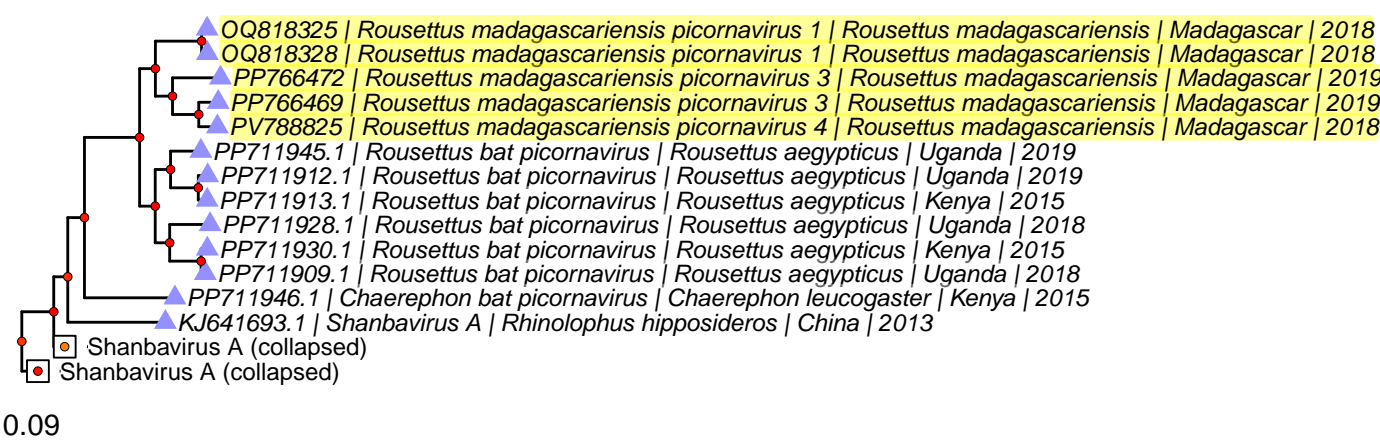 OQ818325 | Rousettus madagascariensis picornavirus 1 | Rousettus madagascariensis | Madagascar | 2018
OQ818328 | Rousettus madagascariensis picornavirus 1 | Rousettus madagascariensis | Madagascar | 2018
PP766472 | Rousettus madagascariensis picornavirus 3 | Rousettus madagascariensis | Madagascar | 2019
PP766469 | Rousettus madagascariensis picornavirus 3 | Rousettus madagascariensis | Madagascar | 2019
PV788825 | Rousettus madagascariensis picornavirus 4 | Rousettus madagascariensis | Madagascar | 2018
PP711945.1 | Rousettus bat picornavirus | Rousettus aegypticus | Uganda | 2019
PP711912.1 | Rousettus bat picornavirus | Rousettus aegypticus | Uganda | 2019
PP711913.1 | Rousettus bat picornavirus | Rousettus aegypticus | Kenya | 2015
PP711928.1 | Rousettus bat picornavirus | Rousettus aegypticus | Uganda | 2018
PP711930.1 | Rousettus bat picornavirus | Rousettus aegypticus | Kenya | 2015
PP711909.1 | Rousettus bat picornavirus | Rousettus aegypticus | Uganda | 2018
PP711946.1 | Chaerephon bat picornavirus | Chaerephon leucogaster | Kenya | 2015
KJ641693.1 | Shanbavirus A | Rhinolophus hipposideros | China | 2013
Shanbavirus A (collapsed)
Shanbavirus A (collapsed)
0.09